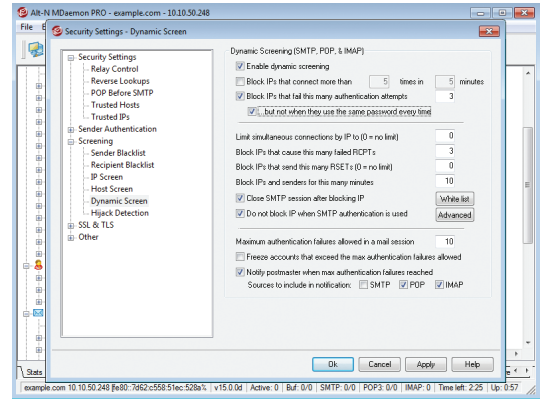 Alt-N MDaemon PRO - example.com - 10.10.50.248
File
Security Settings - Dynamic Screen
Security Settings
Relay Control
Reverse Lookups
POP Before SMTP
Trusted Hosts
Trusted IPs
Sender Authentication
Screening
Sender Blacklist
Recipient Blacklist
IP Screen
Host Screen
Dynamic Screen
Hijack Detection
SSL & TLS
Other
Dynamic Screening (SMTP, POP, & IMAP)
Enable dynamic screening
Block IPs that connect more than 5 times in 5 minutes
Block IPs that fail this many authentication attempts 3
...but not when they use the same password every time
Limit simultaneous connections by IP to (0 = no limit) 0
Block IPs that cause this many failed RCPTs 3
Block IPs that send this many RSETs (0 = no limit) 0
Block IPs and senders for this many minutes 10
Close SMTP session after blocking IP White list
Do not block IP when SMTP authentication is used Advanced
Maximum authentication failures allowed in a mail session 10
Freeze accounts that exceed the max authentication failures allowed
Notify postmaster when max authentication failures reached
Sources to include in notification: SMTP POP IMAP
Ok Cancel Apply Help
Stats
example.com 10.10.50.248 fe80::7d62:c558:51ec:528a% v15.0.0d Active: 0 Buf: 0/0 SMTP: 0/0 POP3: 0/0 IMAP: 0 Time left: 2:25 Up: 0:57